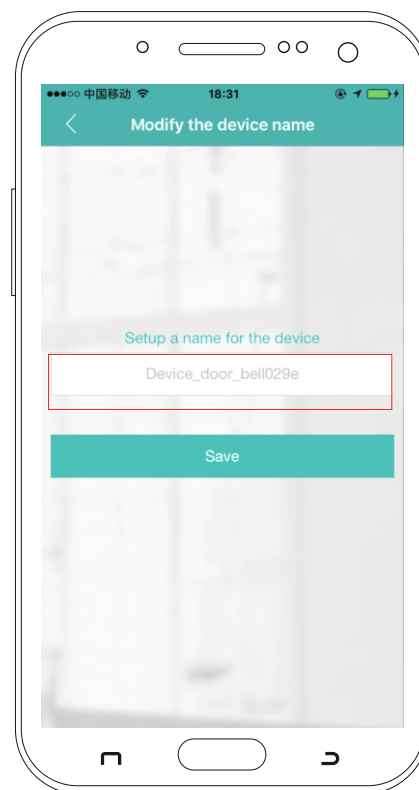 中国移动 18:31
Modify the device name
Setup a name for the device
Device_door_bell029e
Save